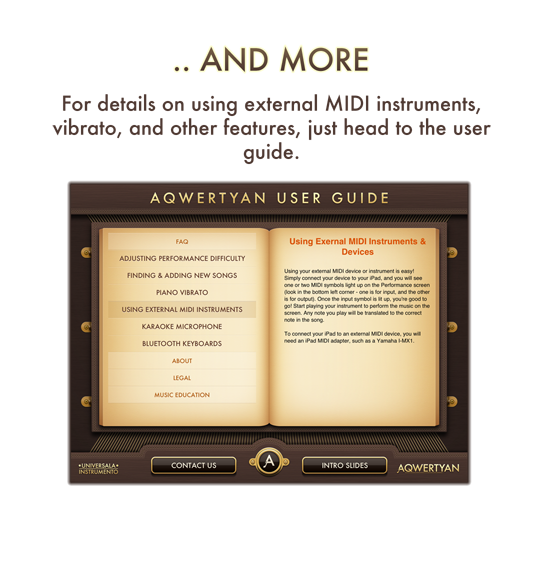 .. AND MORE
For details on using external MIDI instruments,
vibrato, and other features, just head to the user
guide.
AQWERTYAN USER GUIDE
FAQ
ADJUSTING PERFORMANCE DIFFICULTY
FINDING & ADDING NEW SONGS
PIANO VIBRATO
USING EXTERNAL MIDI INSTRUMENTS
KARAOKE MICROPHONE
BLUETOOTH KEYBOARDS
ABOUT
LEGAL
MUSIC EDUCATION
Using Exernal MIDI Instruments &
Devices
Using your external MIDI device or instrument is easy!
Simply connect your device to your iPad, and you will see
one or two MIDI symbols light up on the Performance screen
(look in the bottom left corner - one is for input, and the other
is for output). Once the input symbol is lit up, you're good to
go! Start playing your instrument to perform the music on the
screen. Any note you play will be translated to the correct
note in the song.
To connect your iPad to an external MIDI device, you will
need an iPad MIDI adapter, such as a Yamaha I-MX1.
•UNIVERSALA•
INSTRUMENTO
CONTACT US
A
INTRO SLIDES
AQWERTYAN